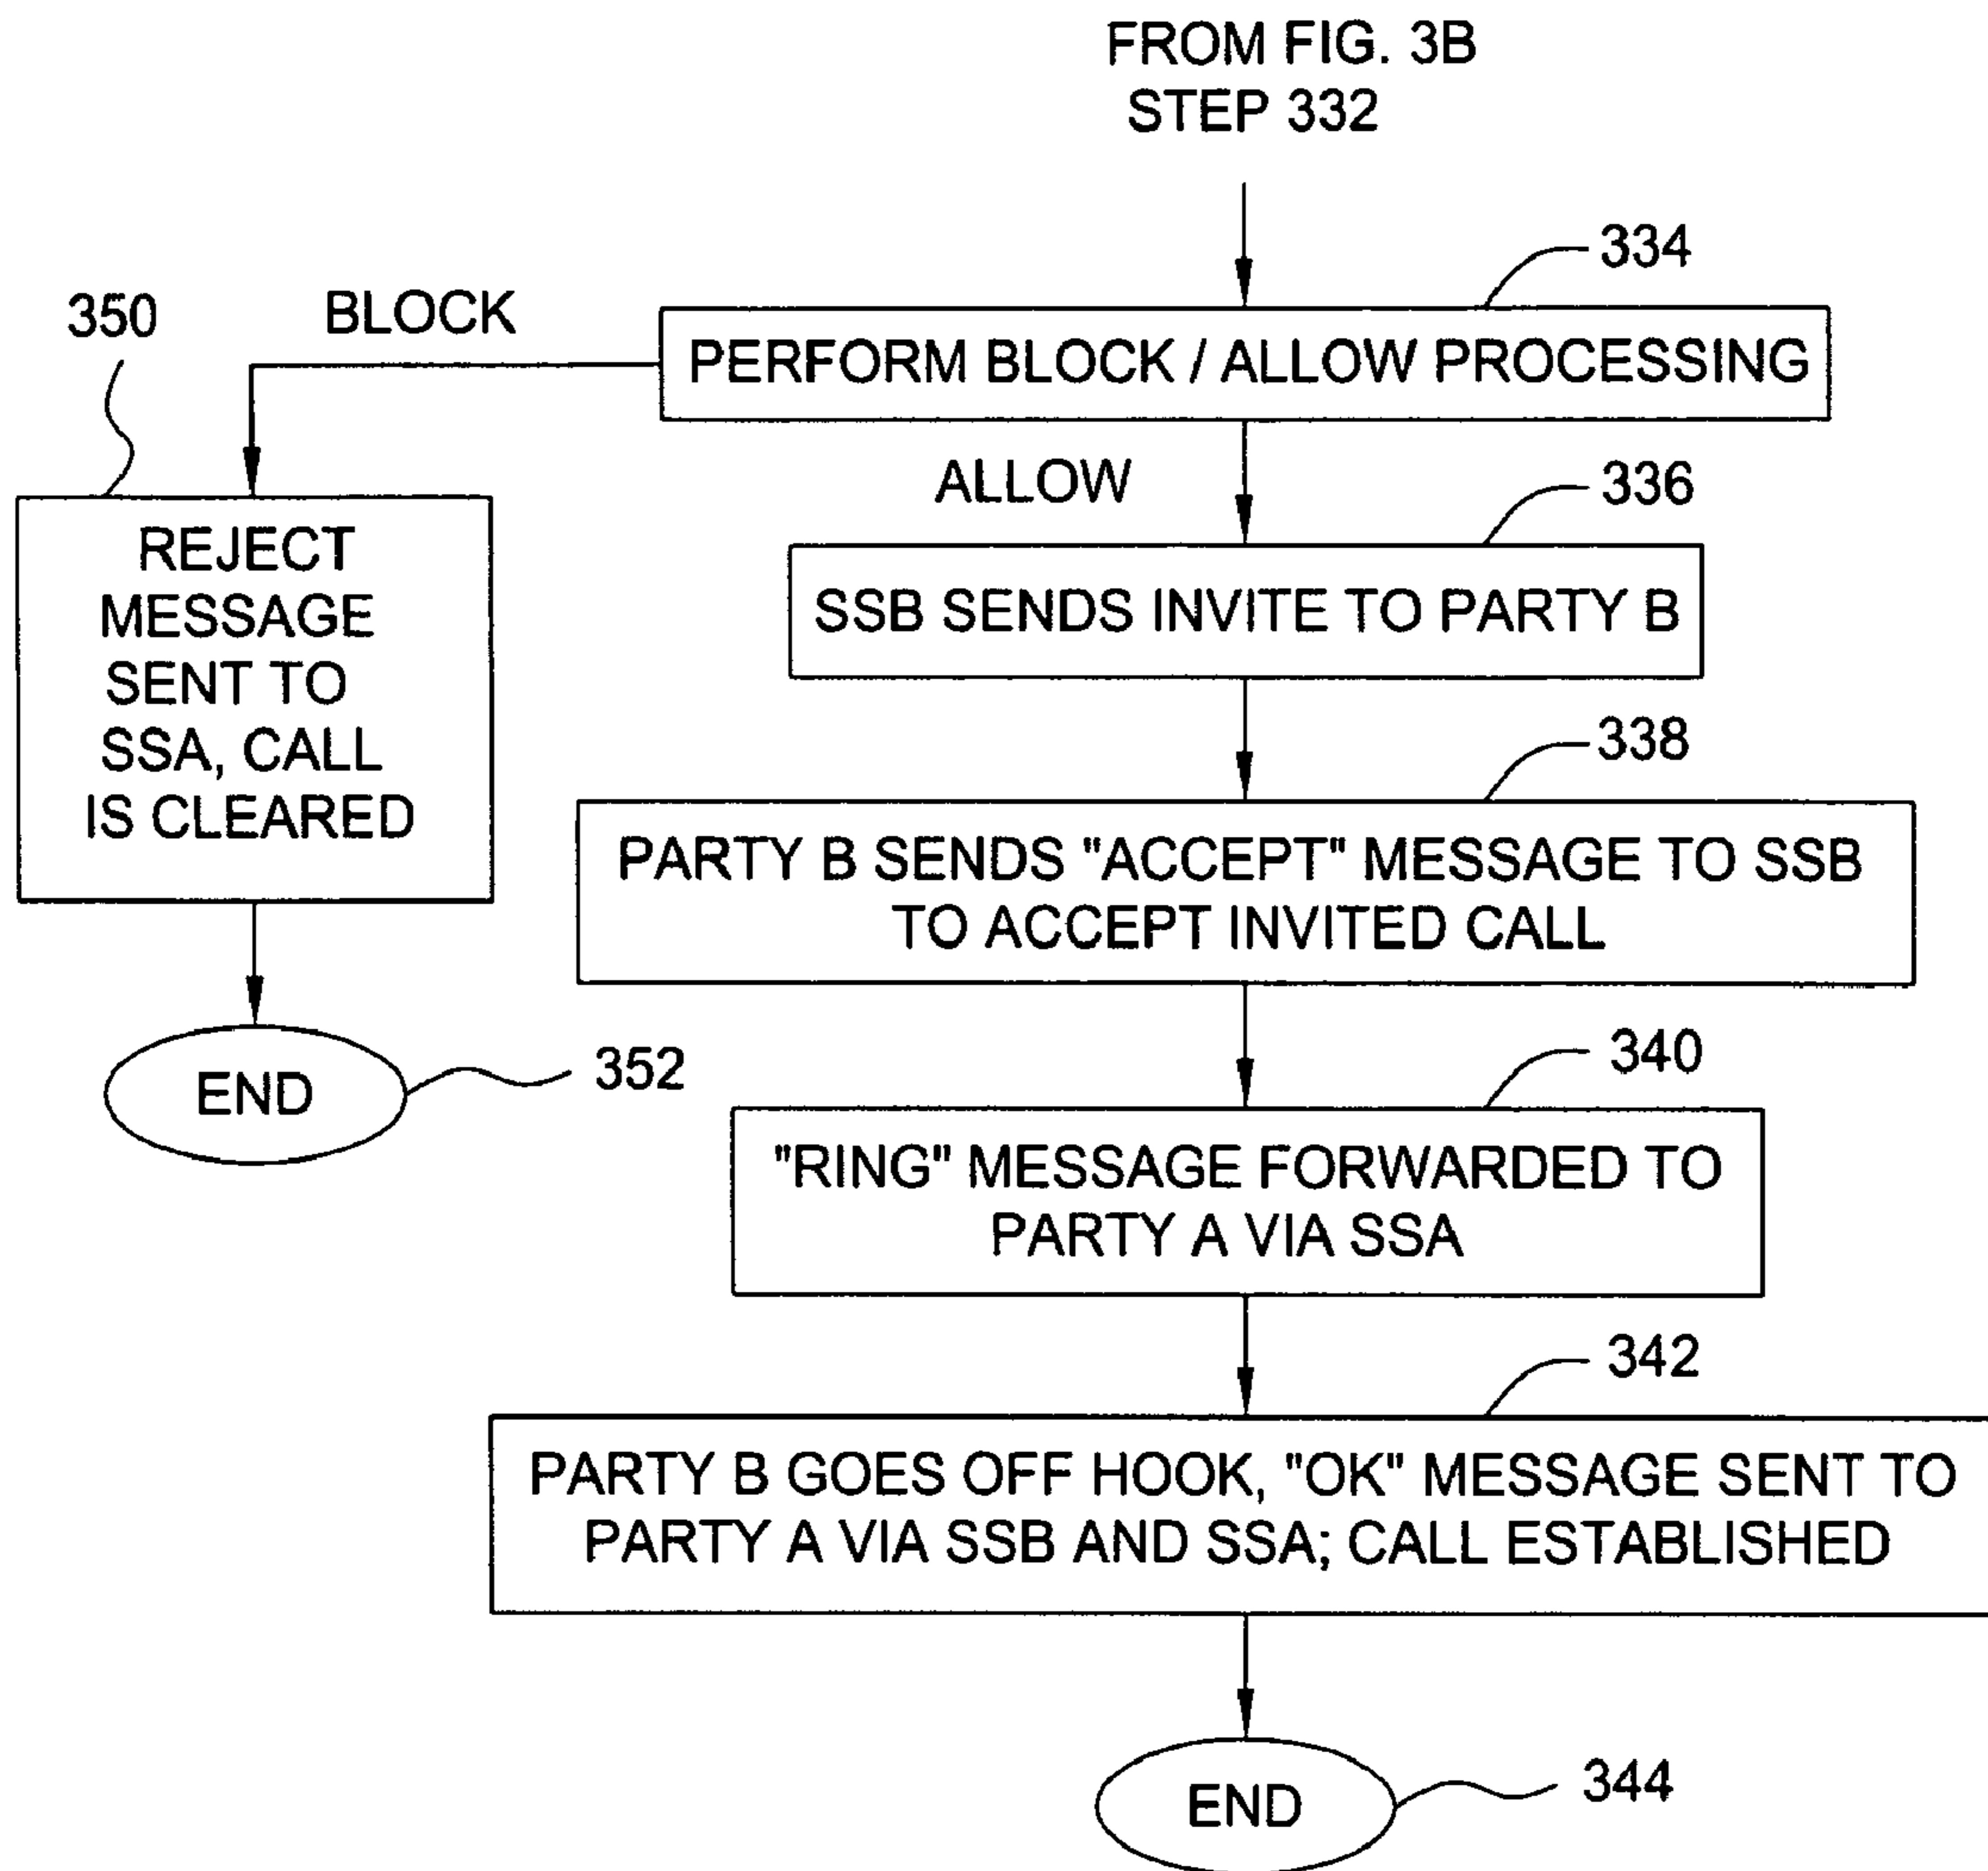 FROM FIG. 3B
STEP 332
334
PERFORM BLOCK / ALLOW PROCESSING
BLOCK
350
REJECT
MESSAGE
SENT TO
SSA, CALL
IS CLEARED
END
352
ALLOW
336
SSB SENDS INVITE TO PARTY B
338
PARTY B SENDS "ACCEPT" MESSAGE TO SSB
TO ACCEPT INVITED CALL
340
"RING" MESSAGE FORWARDED TO
PARTY A VIA SSA
342
PARTY B GOES OFF HOOK, "OK" MESSAGE SENT TO
PARTY A VIA SSB AND SSA; CALL ESTABLISHED
END
344